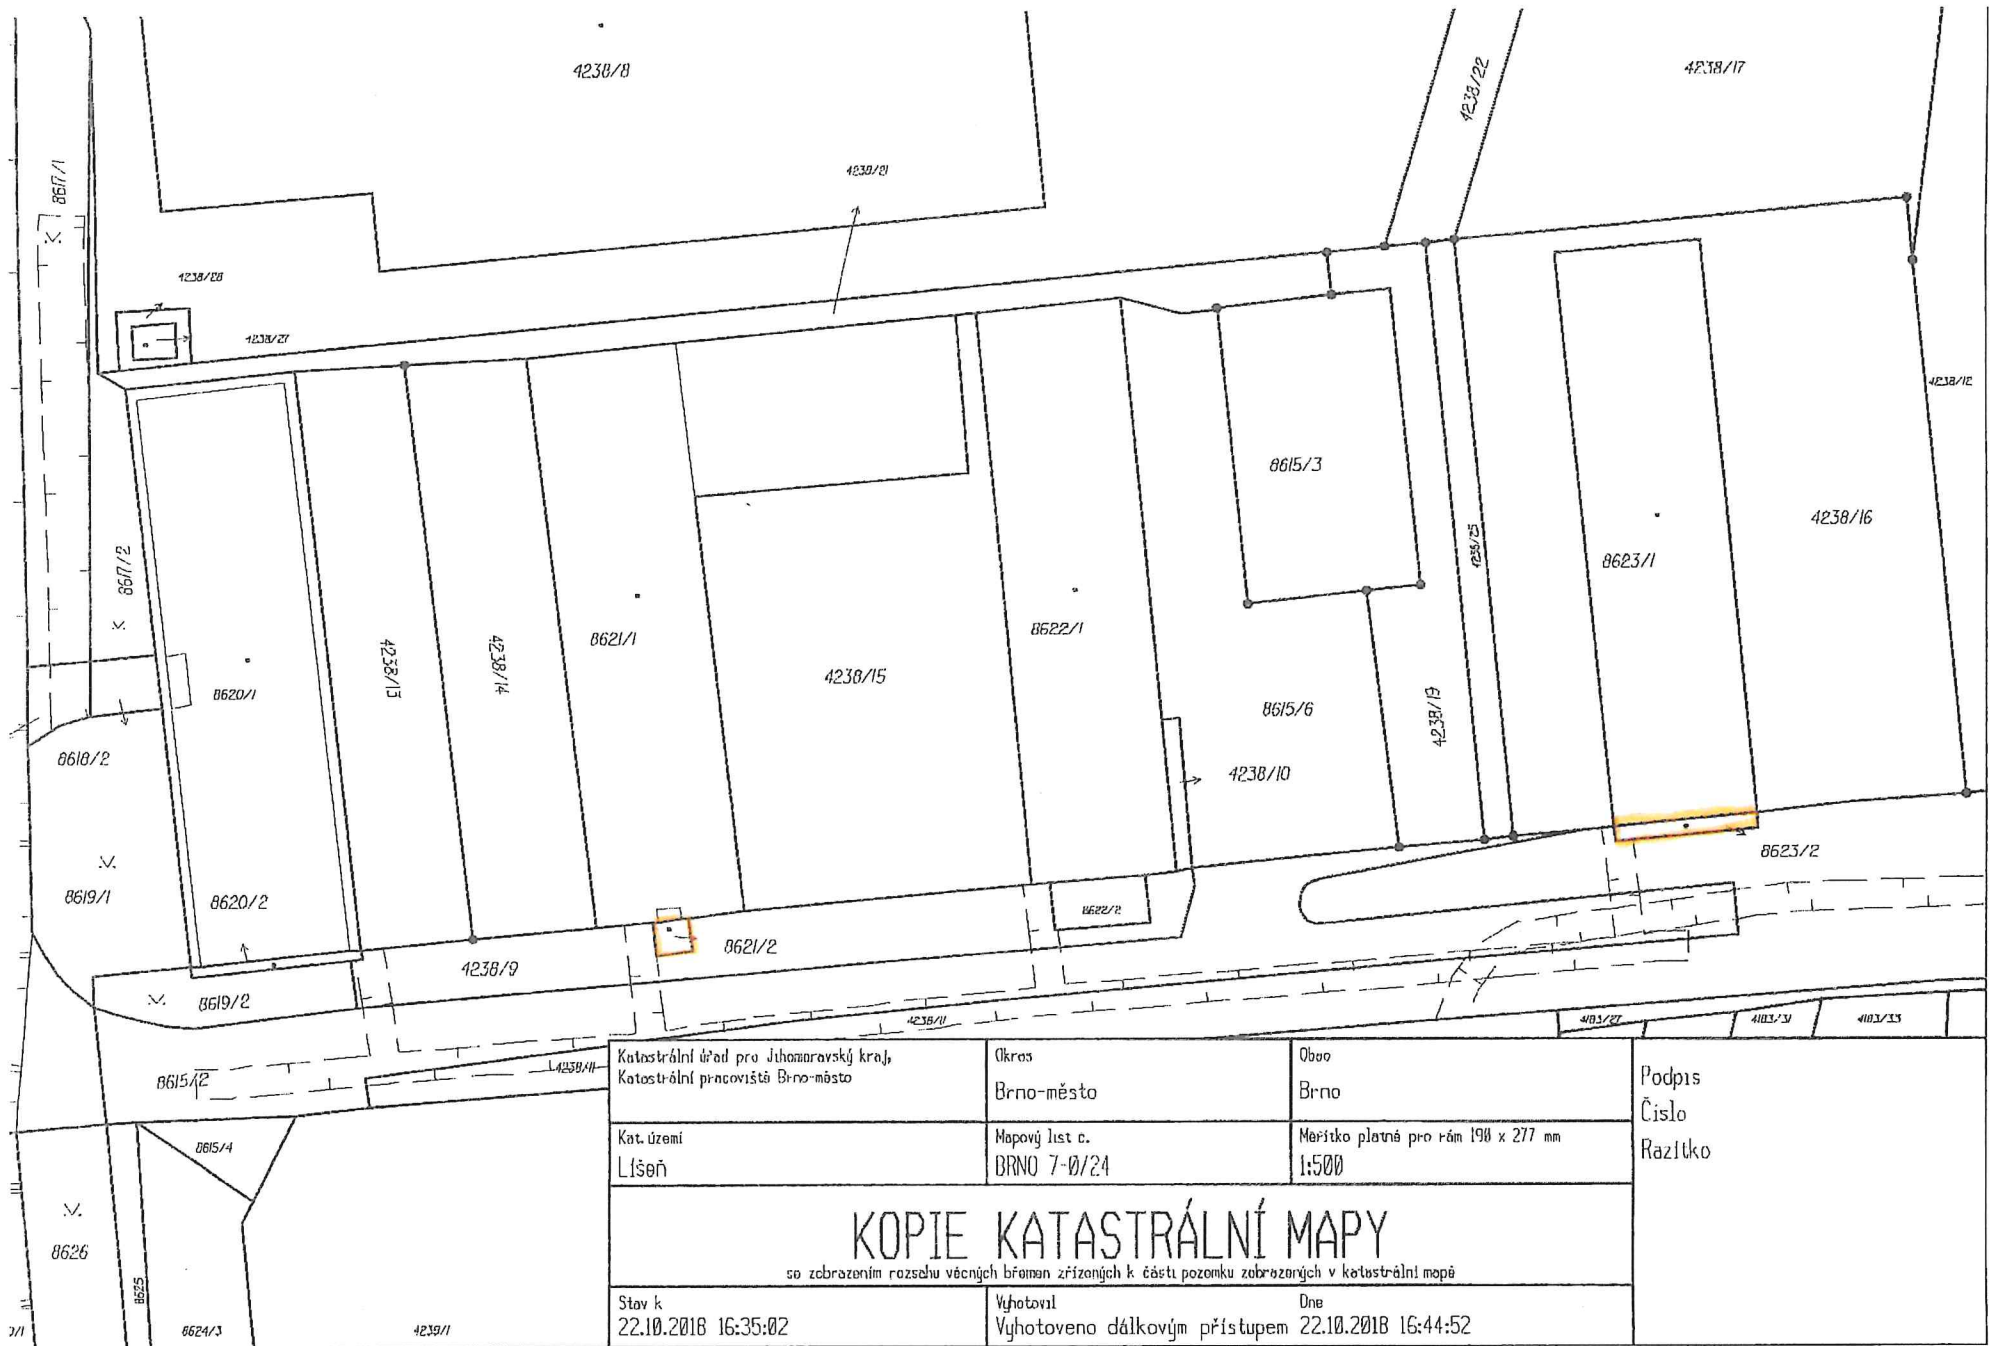 4238/8
4238/22
4238/17
8617/1
4238/21
4238/28
4238/27
4238/12
8615/3
4238/16
4238/25
8623/1
8617/2
8621/1
8622/1
4238/13
4238/14
4238/15
8620/1
8615/6
4238/19
8618/2
4238/10
8623/2
8619/1
8620/2
8622/2
8621/2
4238/9
8619/2
4238/11
4183/27
4183/31
4183/33
4238/11
8615/2
8615/4
8626
8625
8624/3
4239/1
Katastrální úřad pro Jihomoravský kraj,
Katastrální pracoviště Brno-město
Okres
Brno-město
Obec
Brno
Podpis
Číslo
Razítko
Kat. území
Líšeň
Mapový list č.
BRNO 7-0/24
Měřítko platné pro rám 190 x 277 mm
1:500
KOPIE KATASTRÁLNÍ MAPY
se zobrazením rozsahu věcných břemen zřízených k části pozemku zobrazených v katastrální mapě
Stav k
22.10.2018 16:35:02
Vyhotovil
Vyhotoveno dálkovým přístupem
Dne
22.10.2018 16:44:52